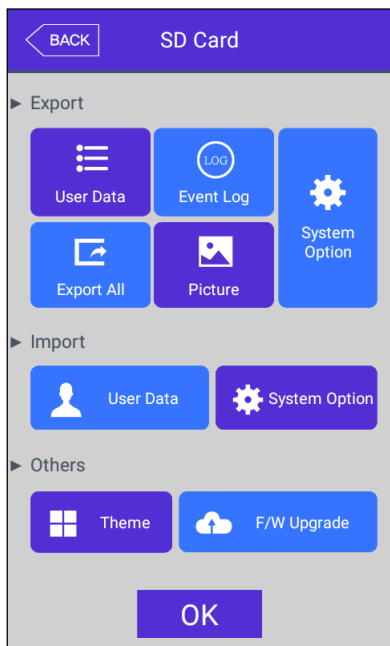 BACK
SD Card
Export
User Data
LOG
Event Log
System
Option
Export All
Picture
Import
User Data
System Option
Others
Theme
F/W Upgrade
OK